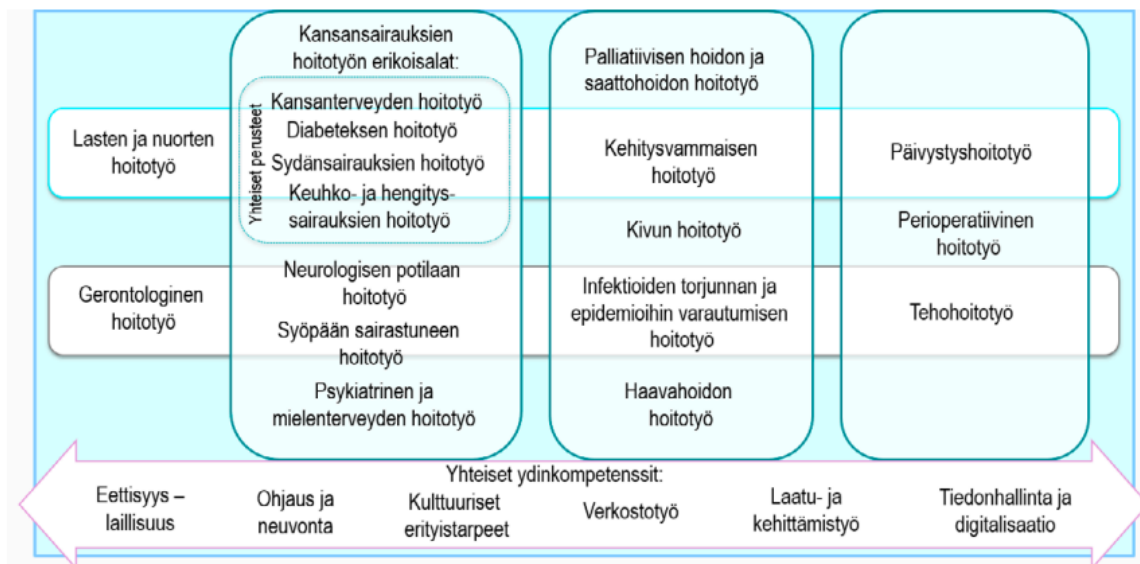 Lasten ja nuorten
hoitotyö
Gerontologinen
hoitotyö
Kansansairauksien
hoitotyön erikoisalat:
Yhteiset perusteet
Kansanterveyden hoitotyö
Diabeteksen hoitotyö
Sydänsairauksien hoitotyö
Keuhko- ja hengitys-
sairauksien hoitotyö
Neurologisen potilaan
hoitotyö
Syöpään sairastuneen
hoitotyö
Psykiatrinen ja
mielenterveyden hoitotyö
Palliatiivisen hoidon ja
saattohoidon hoitotyö
Kehitysvammaisen
hoitotyö
Kivun hoitotyö
Infektioiden torjunnan ja
epidemioihin varautumisen
hoitotyö
Haavahoidon
hoitotyö
Päivystyshoitotyö
Perioperatiivinen
hoitotyö
Tehohoitotyö
Yhteiset ydinkompetenssit:
Eettisyys –
laillisuus
Ohjaus ja
neuvonta
Kulttuuriset
erityistarpeet
Verkostotyö
Laatu- ja
kehittämistyö
Tiedonhallinta ja
digitalisaatio